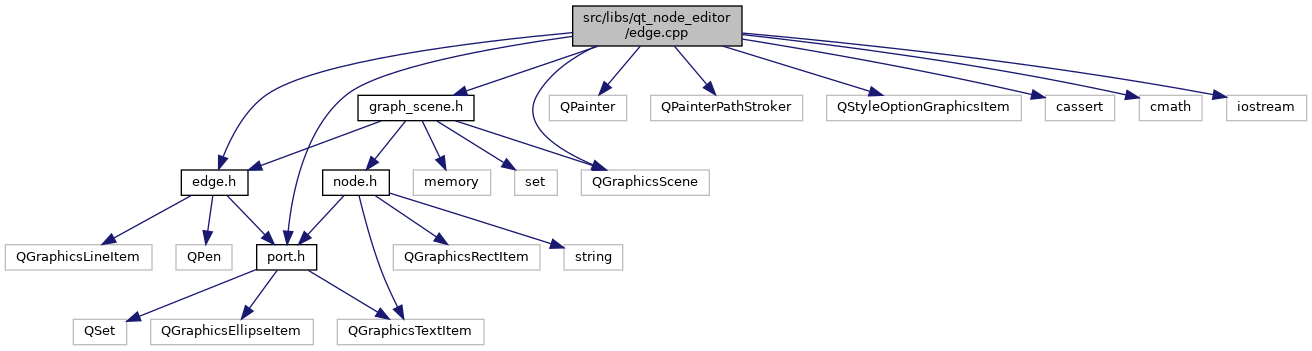 src/libs/qt_node_editor
/edge.cpp
graph_scene.h
QPainter
QPainterPathStroker
QStyleOptionGraphicsItem
cassert
cmath
iostream
edge.h
node.h
memory
set
QGraphicsScene
QGraphicsLineItem
QPen
port.h
QGraphicsRectItem
string
QSet
QGraphicsEllipseItem
QGraphicsTextItem